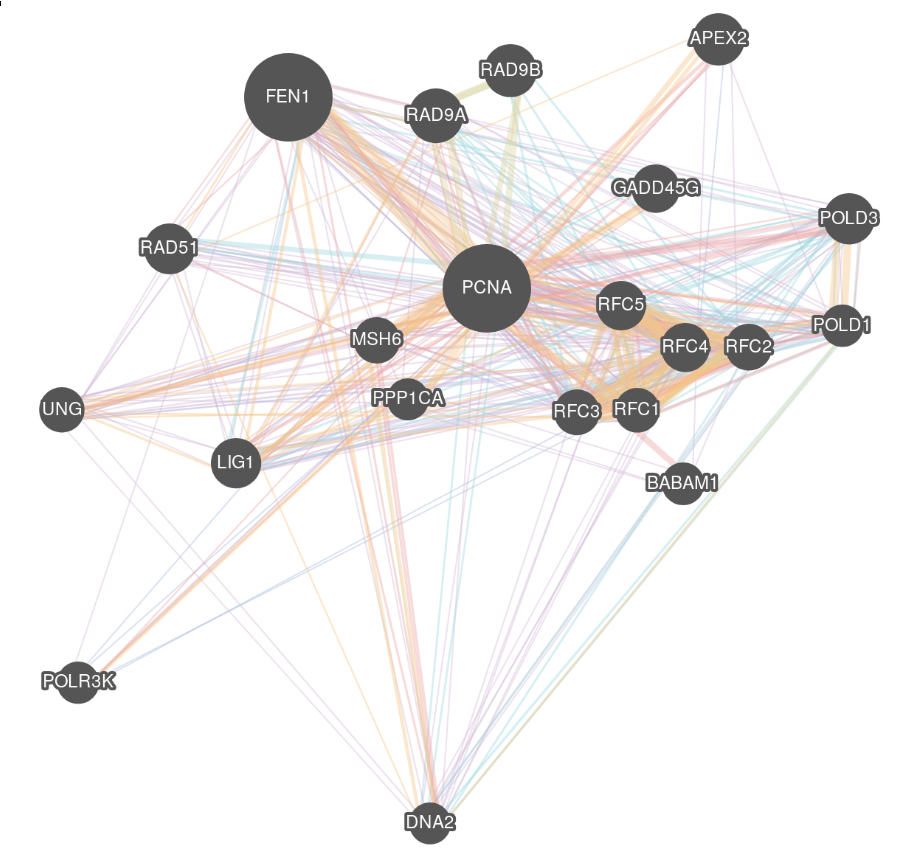 APEX2
RAD9B
FEN1
RAD9A
GADD45G
POLD3
RAD51
PCNA
RFC5
POLD1
MSH6
RFC4
RFC2
PPP1CA
UNG
RFC3
RFC1
LIG1
BABAM1
POLR3K
DNA2